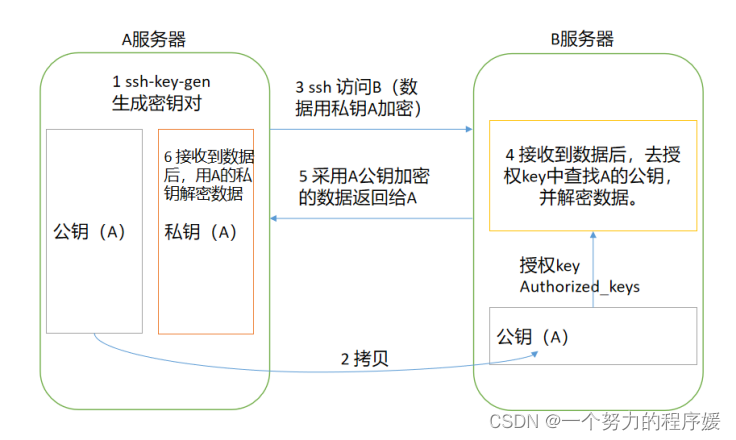 A服务器
B服务器
1 ssh-key-gen
生成密钥对
3 ssh 访问B（数
据用私钥A加密）
6 接收到数据
后，用A的私
钥解密数据
4 接收到数据后，去授
权key中查找A的公钥，
并解密数据。
5 采用A公钥加密
的数据返回给A
公钥（A）
私钥（A）
授权key
Authorized_keys
公钥（A）
2 拷贝
CSDN @一个努力的程序媛